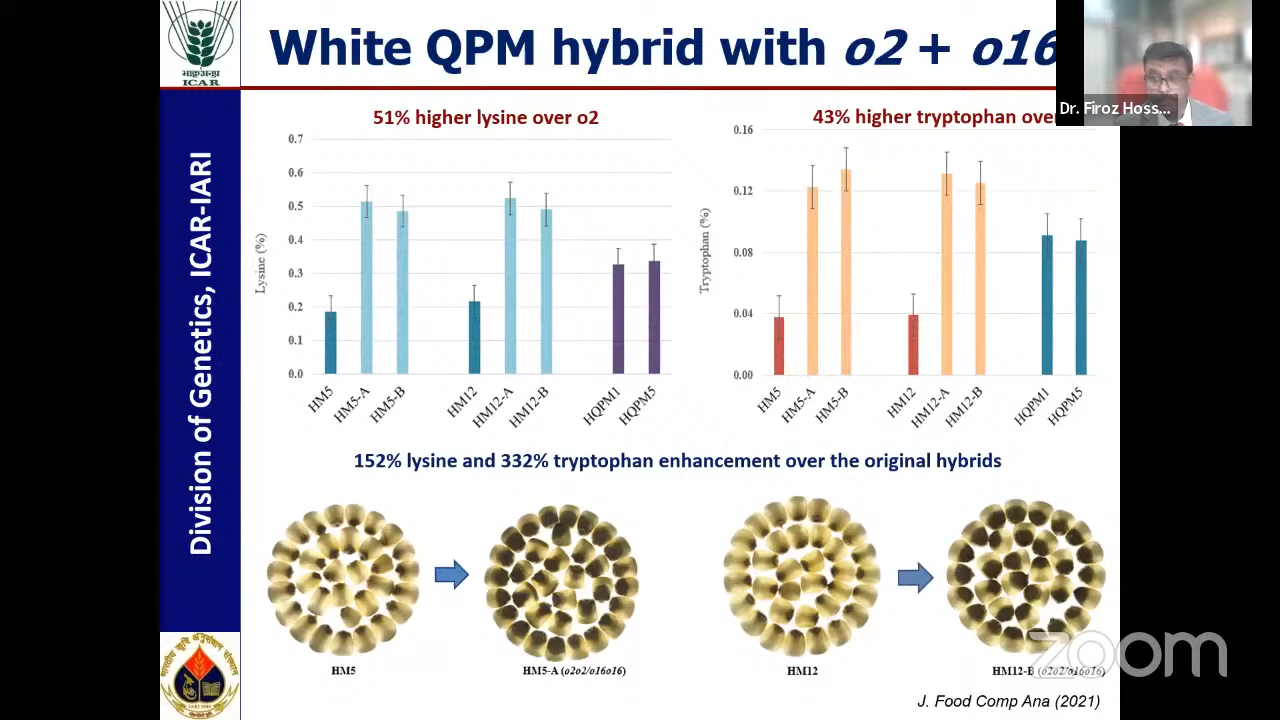 White QPM hybrid with o2 + o16
Dr. Firoz Hoss...
ICAR
Division of Genetics, ICAR-IARI
51% higher lysine over o2
0.7
0.6
0.5
0.4
0.3
0.2
0.1
0.0
Lysine (%)
HM5
HM5-A
HM5-B
HM12
HM12-A
HM12-B
HQPM1
HQPM5
43% higher tryptophan over
0.16
0.12
0.08
0.04
0.00
Tryptophan (%)
HM5
HM5-A
HM5-B
HM12
HM12-A
HM12-B
HQPM1
HQPM5
152% lysine and 332% tryptophan enhancement over the original hybrids
HM5
HM5-A (o2o2/o16o16)
HM12
HM12-B (o2o2/o16o16)
zoom
J. Food Comp Ana (2021)